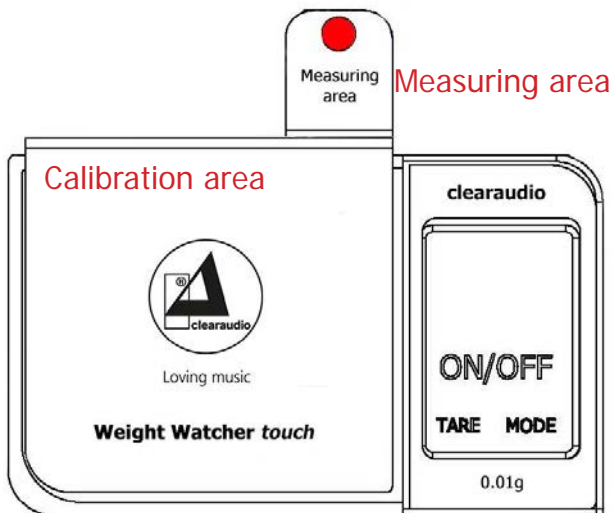 Measuring
area
Measuring area
Calibration area
clearaudio
®
clearaudio
Loving music
ON/OFF
Weight Watcher touch
TARE MODE
0.01g